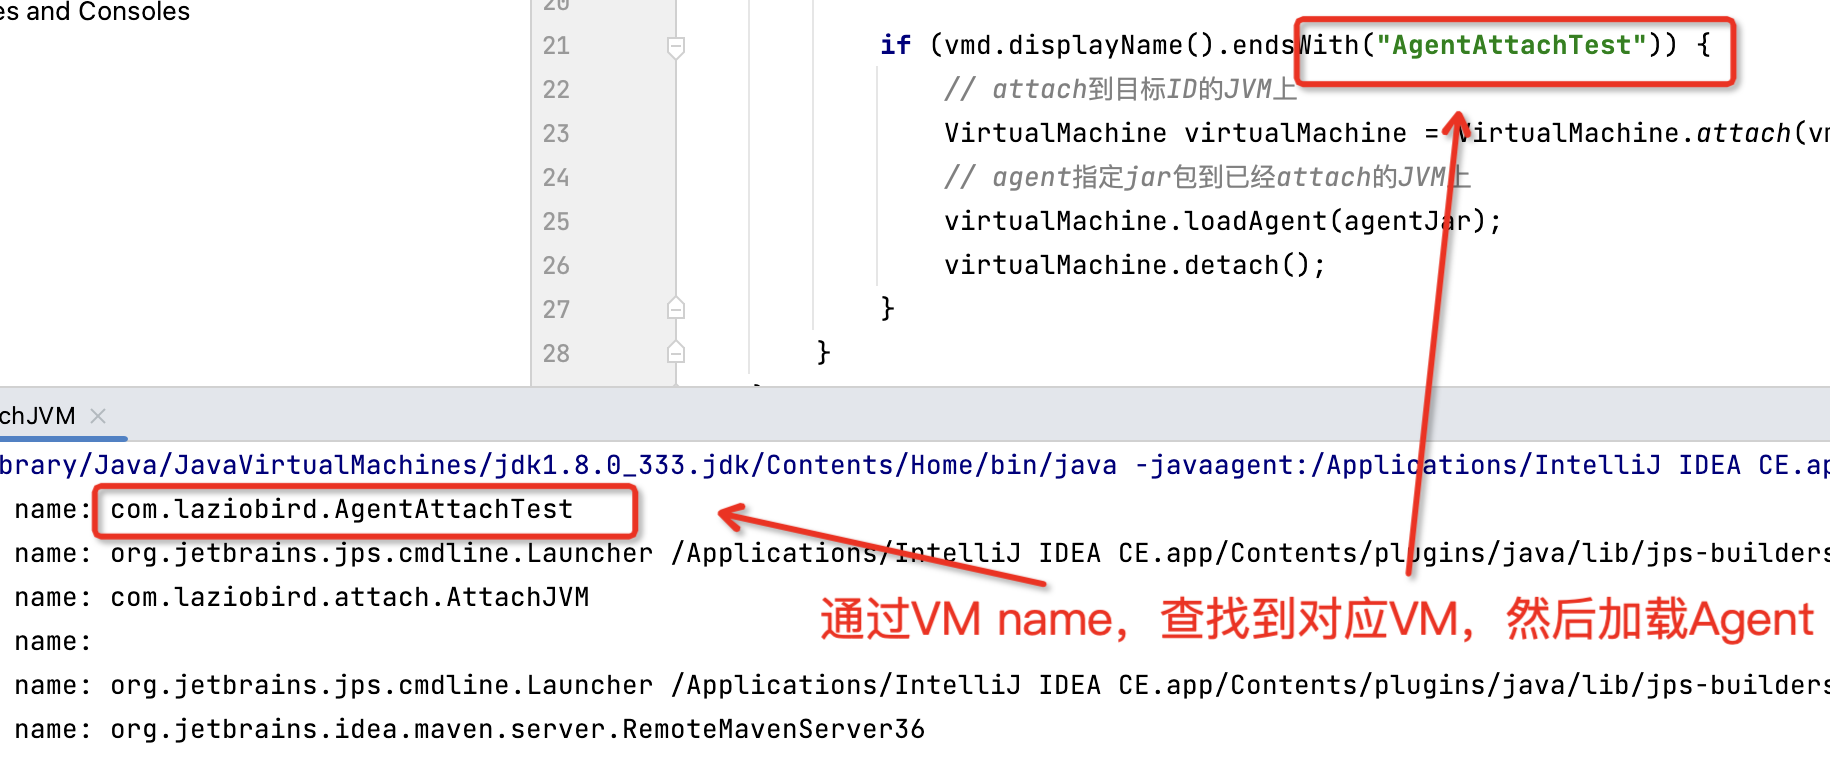 es and Consoles
20
21 if (vmd.displayName().endsWith("AgentAttachTest")) {
22 // attach到目标ID的JVM上
23 VirtualMachine virtualMachine = VirtualMachine.attach(vm
24 // agent指定jar包到已经attach的JVM上
25 virtualMachine.loadAgent(agentJar);
26 virtualMachine.detach();
27 }
28 }
chJVM
brary/Java/JavaVirtualMachines/jdk1.8.0_333.jdk/Contents/Home/bin/java -javaagent:/Applications/IntelliJ IDEA CE.ap
name: com.laziobird.AgentAttachTest
name: org.jetbrains.jps.cmdline.Launcher /Applications/IntelliJ IDEA CE.app/Contents/plugins/java/lib/jps-builders
name: com.laziobird.attach.AttachJVM
通过VM name，查找到对应VM，然后加载Agent
name:
name: org.jetbrains.jps.cmdline.Launcher /Applications/IntelliJ IDEA CE.app/Contents/plugins/java/lib/jps-builders
name: org.jetbrains.idea.maven.server.RemoteMavenServer36